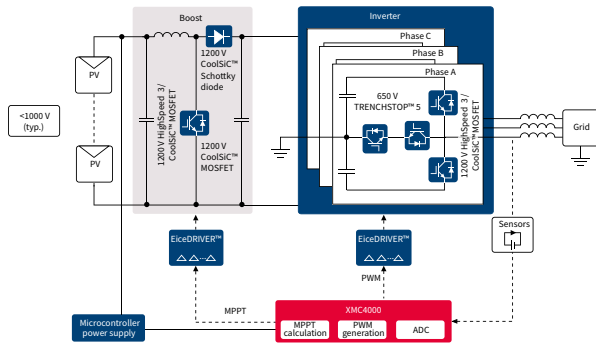 Boost
Inverter
Phase C
Phase B
Phase A
PV
PV
<1000 V
(typ.)
1200 V
CoolSiC™
Schottky
diode
1200 V HighSpeed 3/
CoolSiC™ MOSFET
1200 V
CoolSiC™
MOSFET
650 V
TRENCHSTOP™ 5
1200 V HighSpeed 3/
CoolSiC™ MOSFET
Grid
Sensors
EiceDRIVER™
EiceDRIVER™
PWM
MPPT
Microcontroller
power supply
XMC4000
MPPT
calculation
PWM
generation
ADC